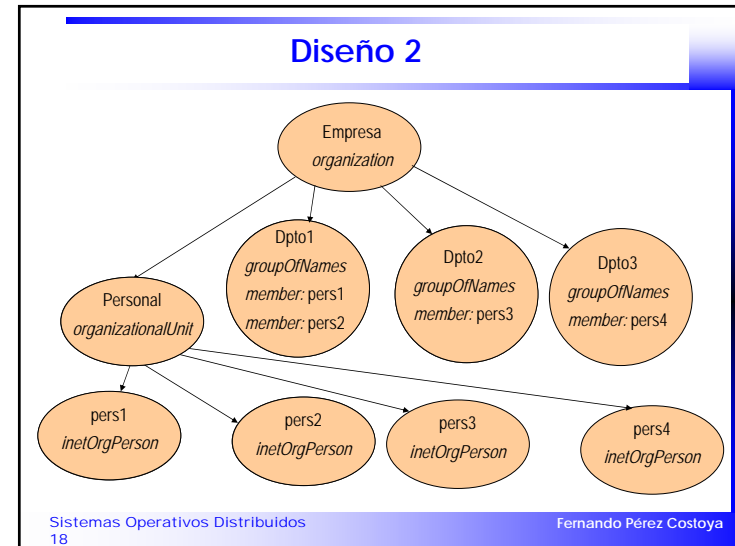 Diseño 2
Empresa
organization
Dpto1
groupOfNames
member: pers1
member: pers2
Dpto2
groupOfNames
member: pers3
Dpto3
groupOfNames
member: pers4
Personal
organizationalUnit
pers1
inetOrgPerson
pers2
inetOrgPerson
pers3
inetOrgPerson
pers4
inetOrgPerson
Sistemas Operativos Distribuidos
18
Fernando Pérez Costoya